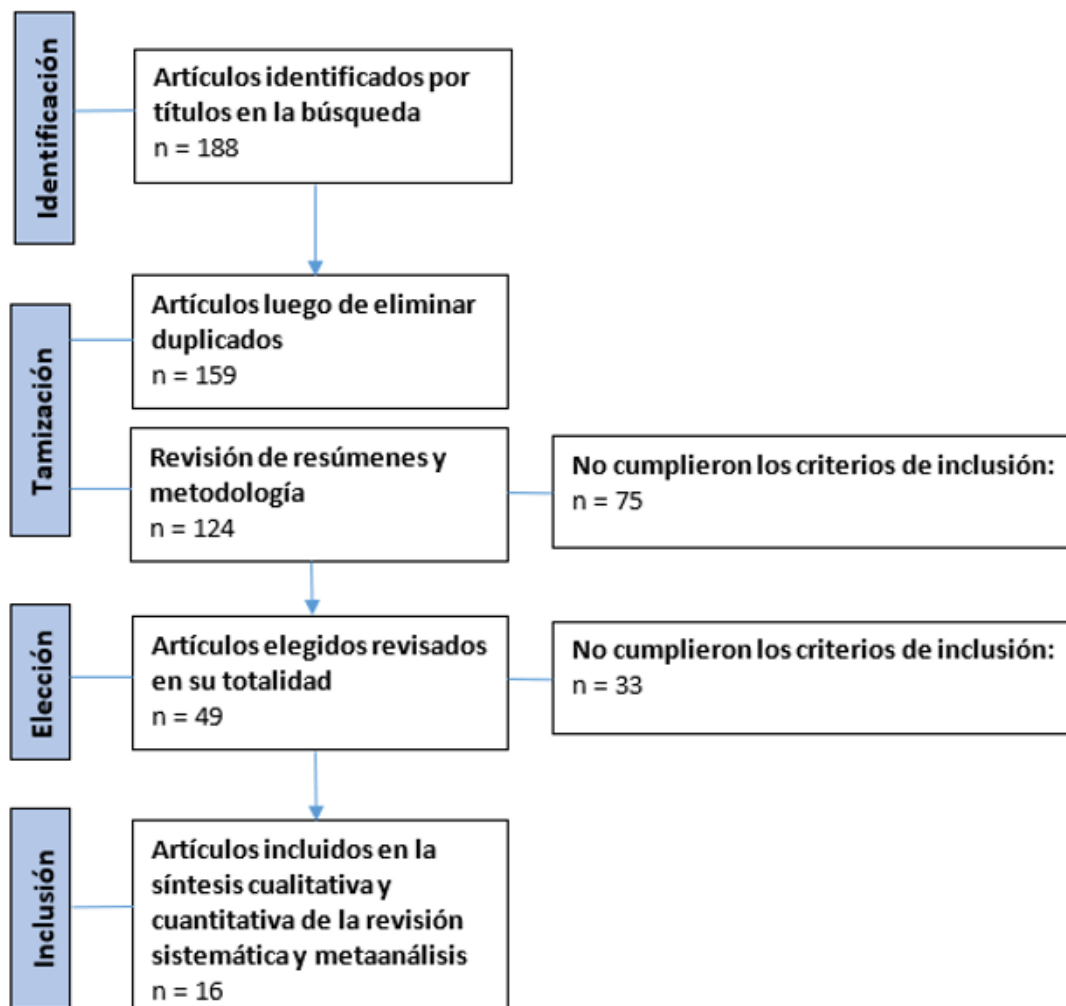 Identificación
Artículos identificados por
títulos en la búsqueda
n = 188
Tamización
Artículos luego de eliminar
duplicados
n = 159
Revisión de resúmenes y
metodología
n = 124
No cumplieron los criterios de inclusión:
n = 75
Elección
Artículos elegidos revisados
en su totalidad
n = 49
No cumplieron los criterios de inclusión:
n = 33
Inclusión
Artículos incluidos en la
síntesis cualitativa y
cuantitativa de la revisión
sistemática y metaanálisis
n = 16